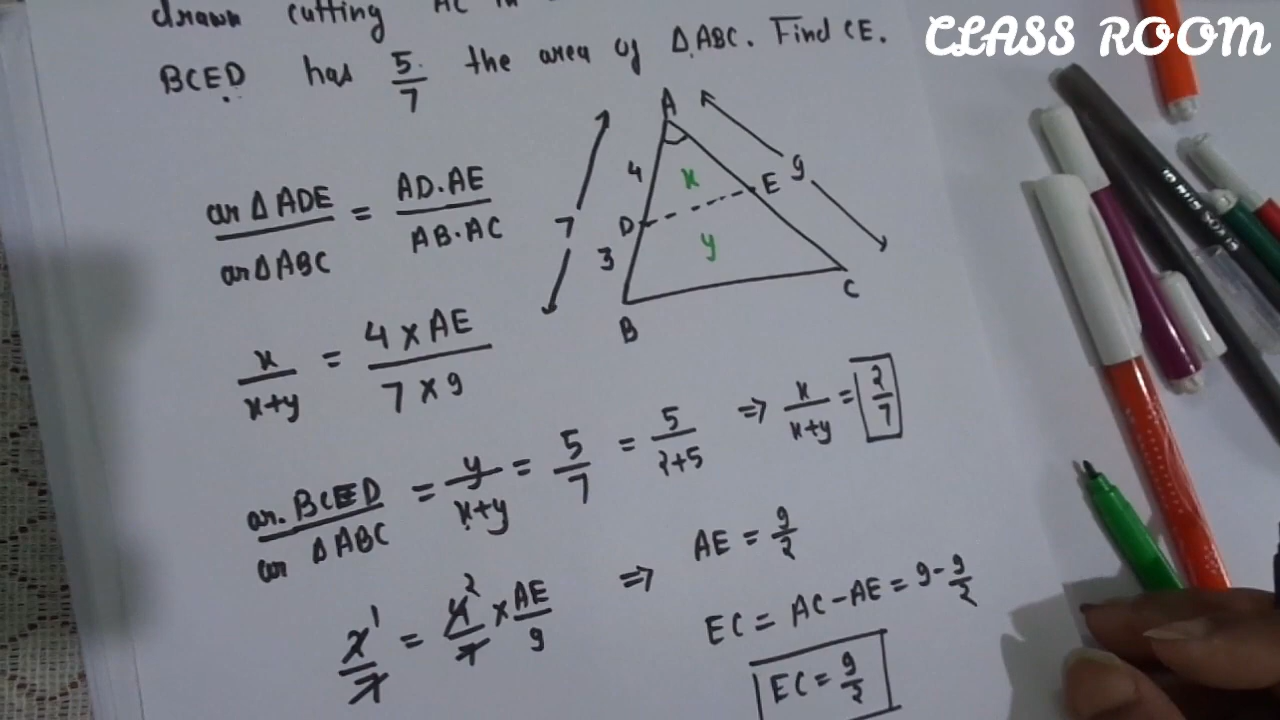 drawn cutting AC in
CLASS ROOM
BCED has 5/7 the area of ΔABC. Find CE.
A
4
x
E
9
7
D
y
3
C
B
ar ΔADE / ar ΔABC = AD·AE / AB·AC
x / x+y = 4 × AE / 7 × 9
ar. BCED / ar ΔABC = y / x+y = 5/7 = 5 / 2+5 ⇒ x / x+y = 2/7
2¹/7 = 4²/7 × AE/9 ⇒ AE = 9/2
EC = AC - AE = 9 - 9/2
EC = 9/2